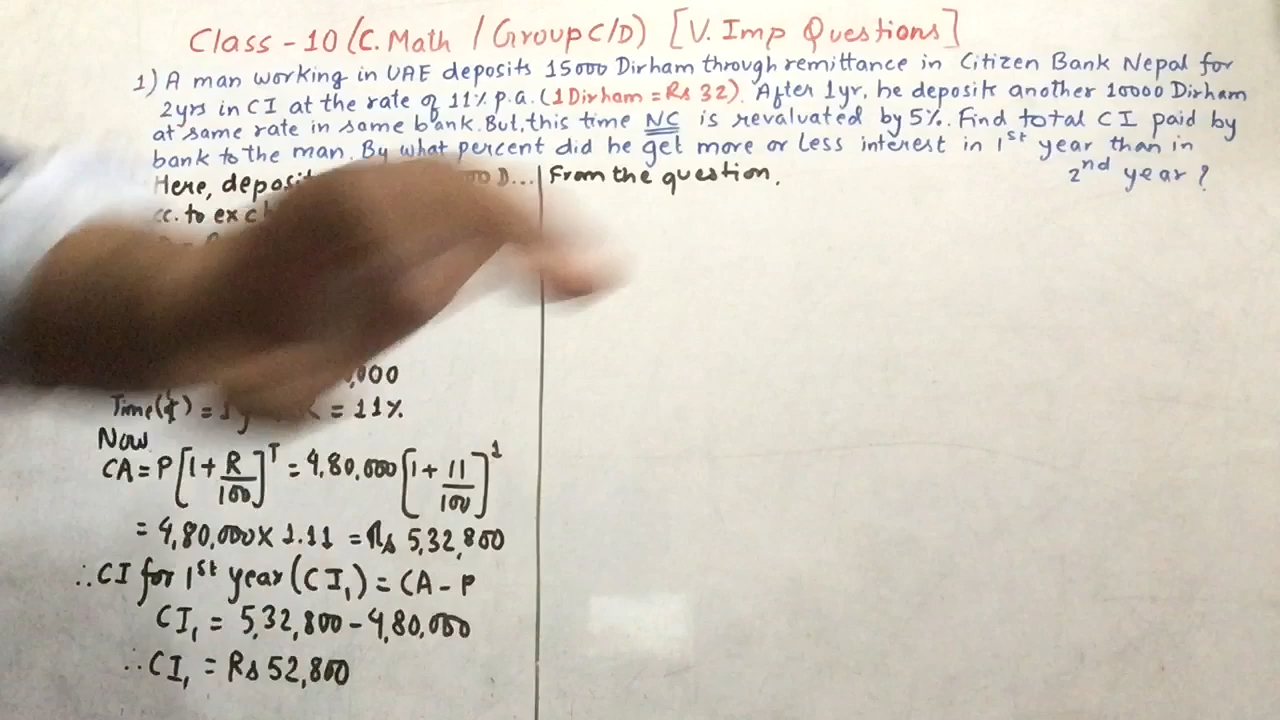 Class - 10 (C. Math / Group C/D) [V. Imp Questions]
1) A man working in UAE deposits 15000 Dirham through remittance in Citizen Bank Nepal for
2yrs in CI at the rate of 11% p.a. (1 Dirham = Rs 32). After 1yr, he deposits another 10000 Dirham
at same rate in same bank. But, this time NC is revaluated by 5%. Find total CI paid by
bank to the man. By what percent did he get more or less interest in 1st year than in
2nd year?
Here, D...
cc. to
,000
Time(T) = = 11%
Now
CA = P[1 + R/100]^T = 4,80,000[1 + 11/100]^1
= 4,80,000 x 1.11 = Rs 5,32,800
∴ CI for 1st year (CI₁) = CA - P
CI₁ = 5,32,800 - 4,80,000
∴ CI₁ = Rs 52,800
From the question,